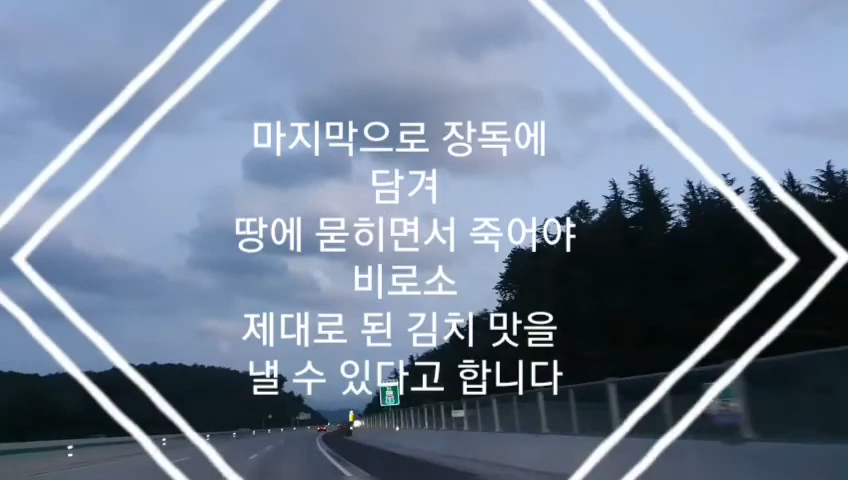 마지막으로 장독에
담겨
땅에 묻히면서 죽어야
비로소
제대로 된 김치 맛을
낼 수 있다고 합니다